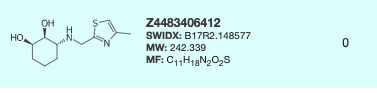 OH
HO
H
N
S
N
Z4483406412
SWIDX: B17R2.148577
MW: 242.339
MF: C₁₁H₁₈N₂O₂S
0